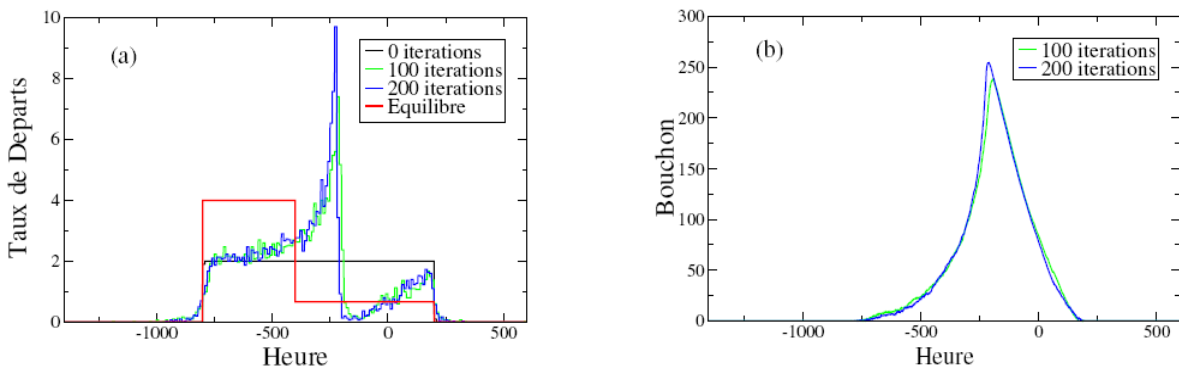 (a)
0 iterations
100 iterations
200 iterations
Equilibre
Taux de Departs
10
8
6
4
2
0
-1000
-500
0
500
Heure
(b)
100 iterations
200 iterations
Bouchon
300
250
200
150
100
50
0
-1000
-500
0
500
Heure